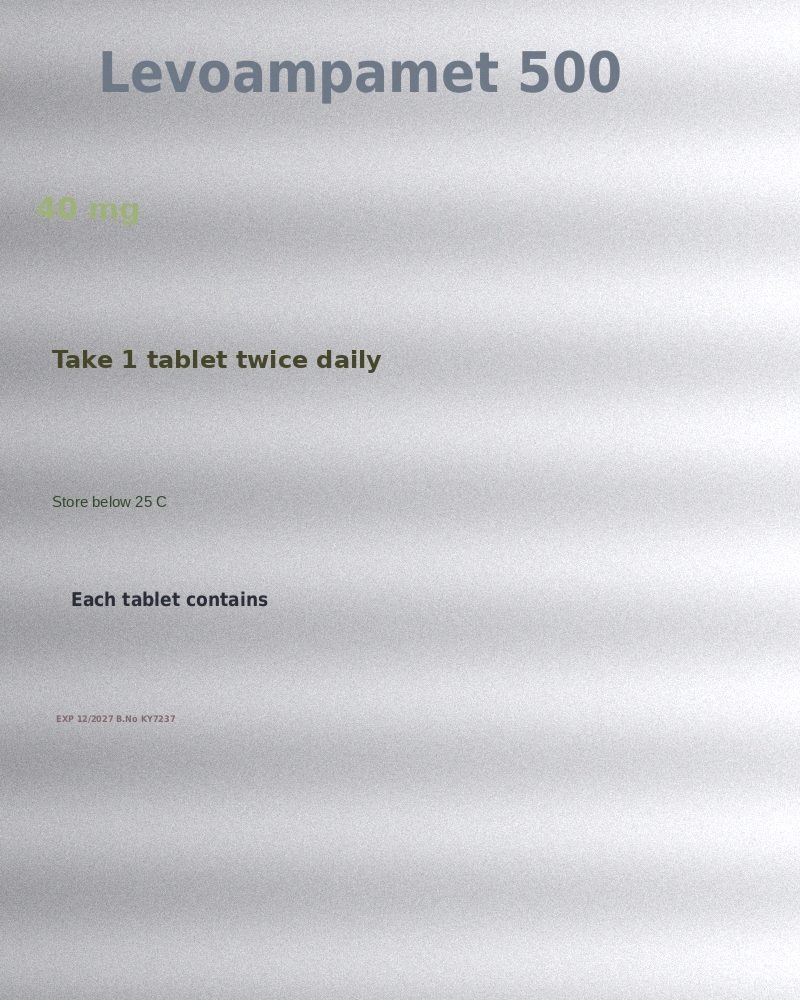 Levoampamet 500
40 mg
Take 1 tablet twice daily
Store below 25 C
Each tablet contains
EXP 12/2027 B.No KY7237